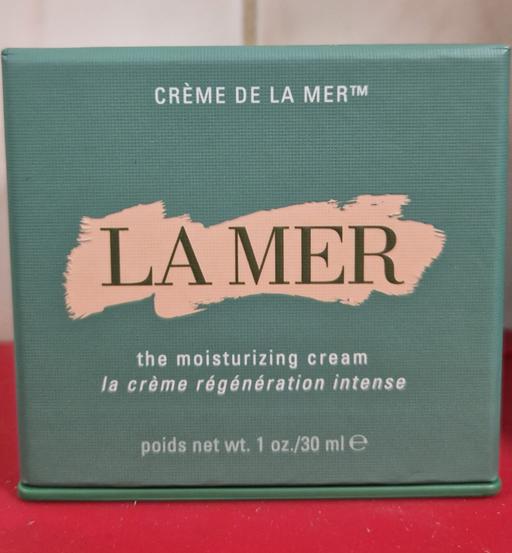 CRÈME DE LA MER™
LA MER
the moisturizing cream
la crème régénération intense
poids net wt. 1 oz./30 ml ℮